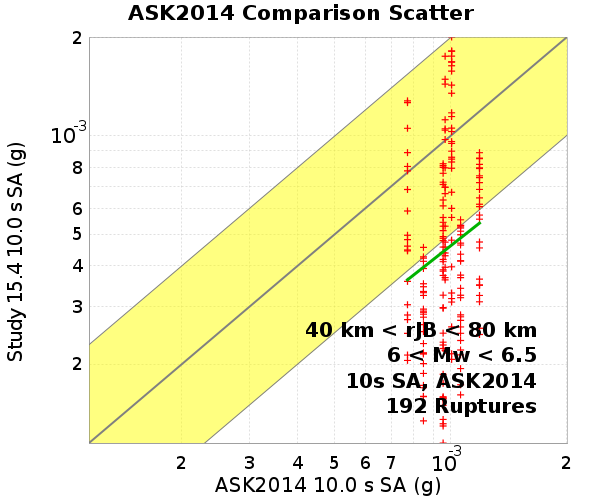 ASK2014 Comparison Scatter
2
10-3
8
6
5
4
3
2
Study 15.4 10.0 s SA (g)
40 km < rJB < 80 km
6 < Mw < 6.5
10s SA, ASK2014
192 Ruptures
2 3 4 5 6 7 10-3 2
ASK2014 10.0 s SA (g)